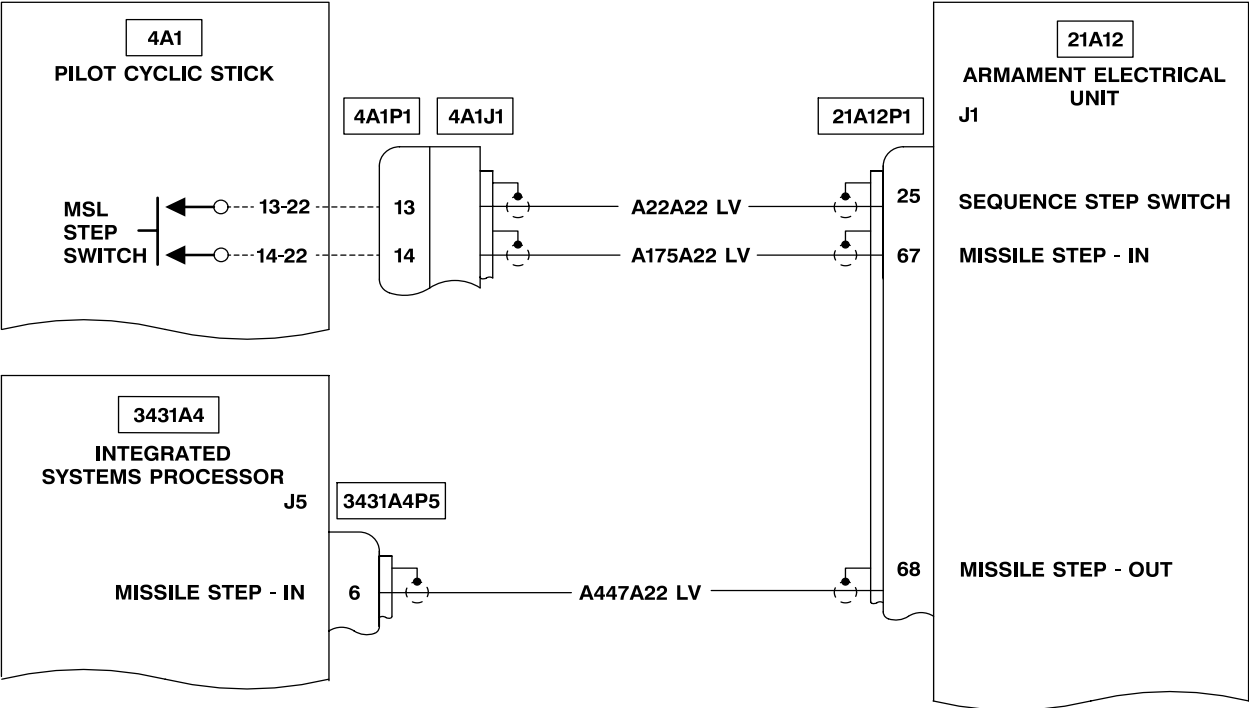 4A1
PILOT CYCLIC STICK
4A1P1
4A1J1
MSL
STEP
SWITCH
13-22
14-22
13
14
A22A22 LV
A175A22 LV
21A12P1
21A12
ARMAMENT ELECTRICAL
UNIT
J1
25
SEQUENCE STEP SWITCH
67
MISSILE STEP - IN
3431A4
INTEGRATED
SYSTEMS PROCESSOR
J5
3431A4P5
MISSILE STEP - IN
6
A447A22 LV
68
MISSILE STEP - OUT